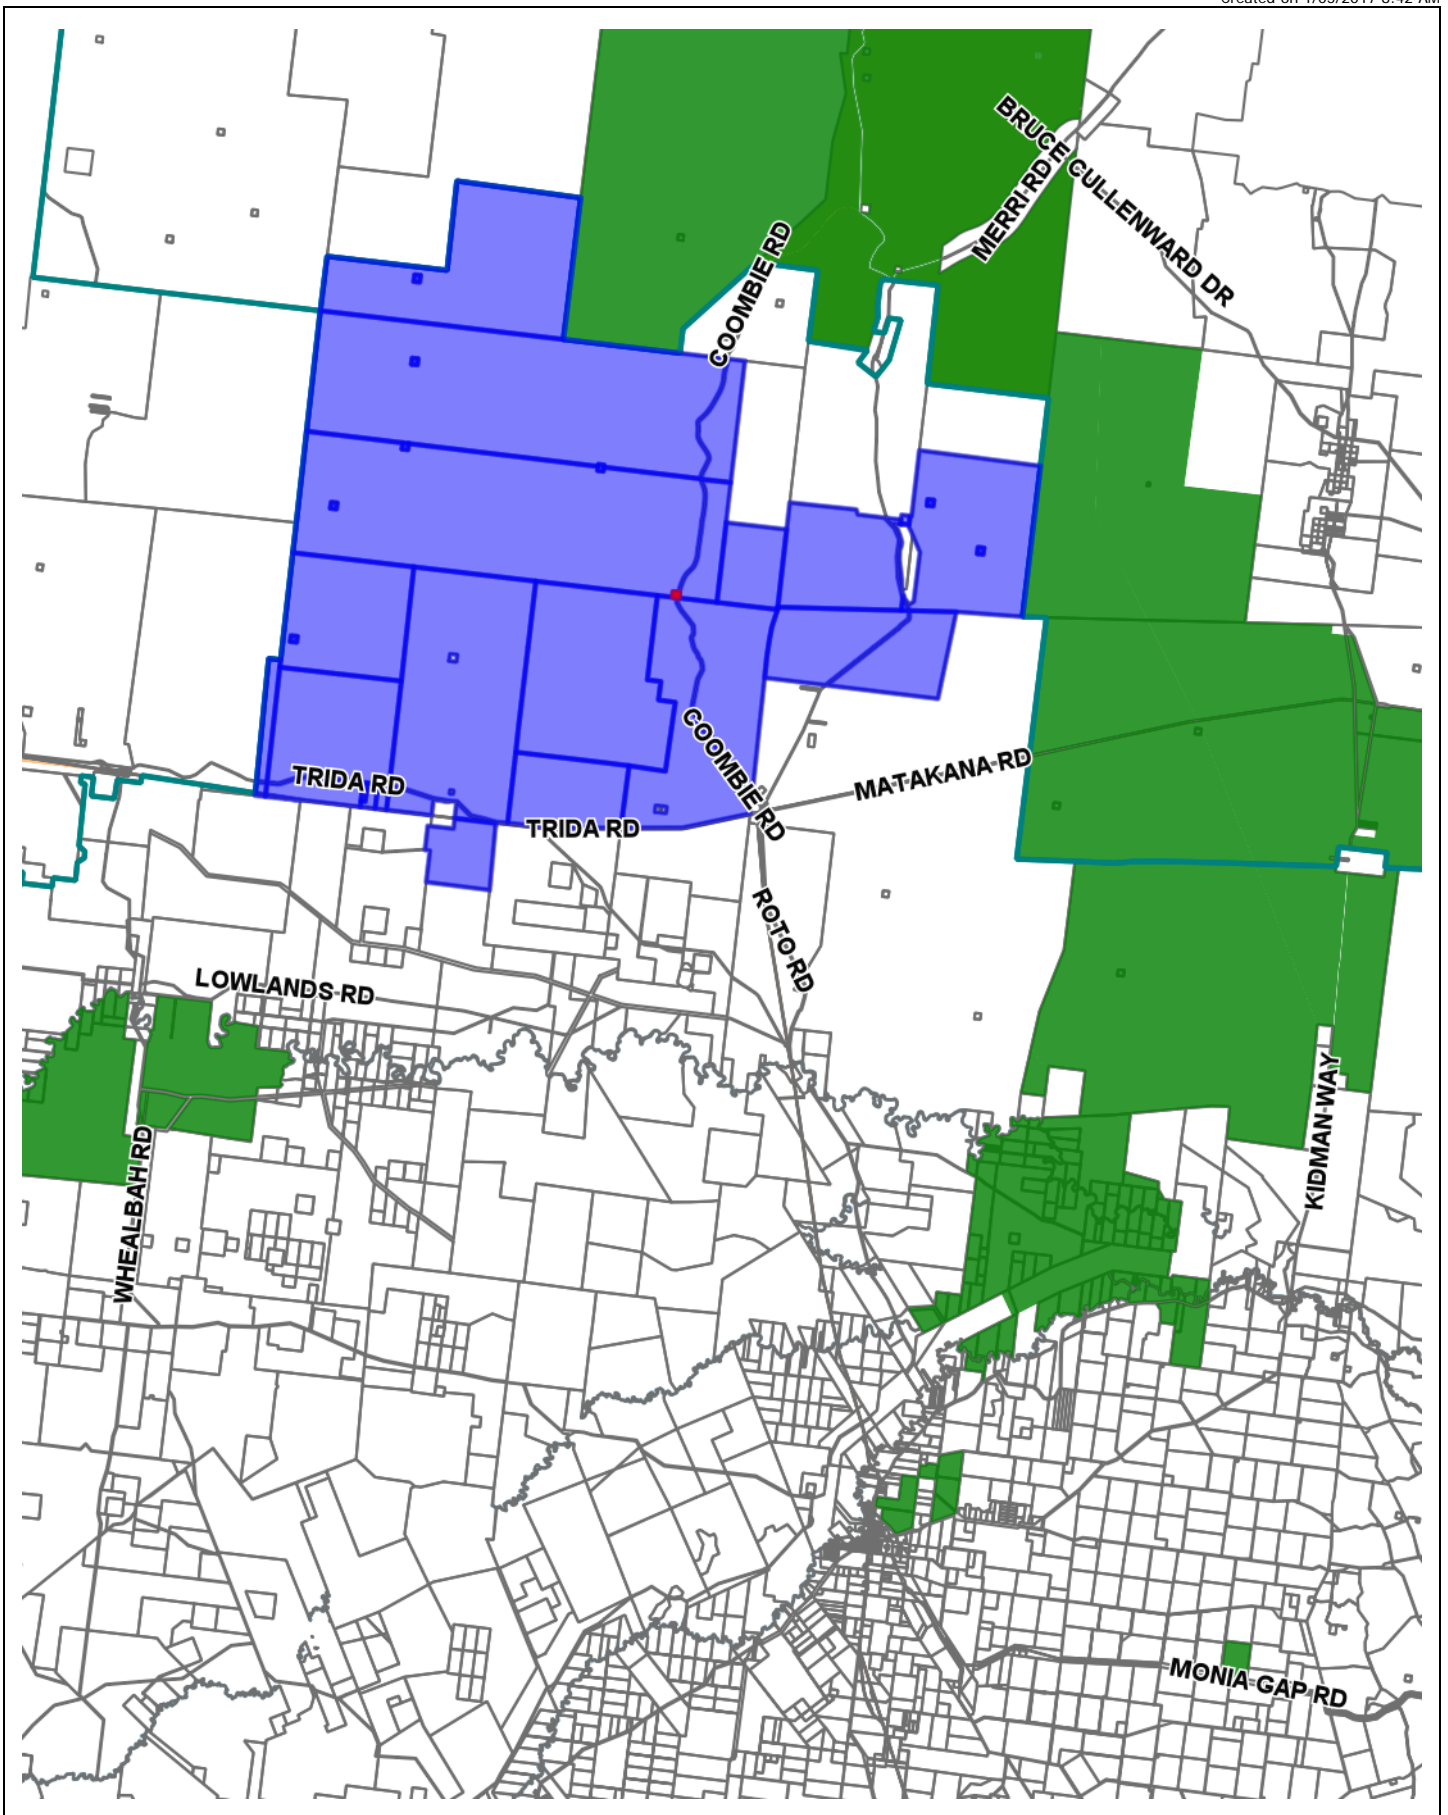 BRUCE CULLENWARD DR
MERRI RD
COOMBIE RD
COOMBIE RD
MATAKANA RD
TRIDA RD
TRIDA RD
ROTO RD
LOWLANDS RD
KIDMAN WAY
WHEALBAH RD
MONIA GAP RD